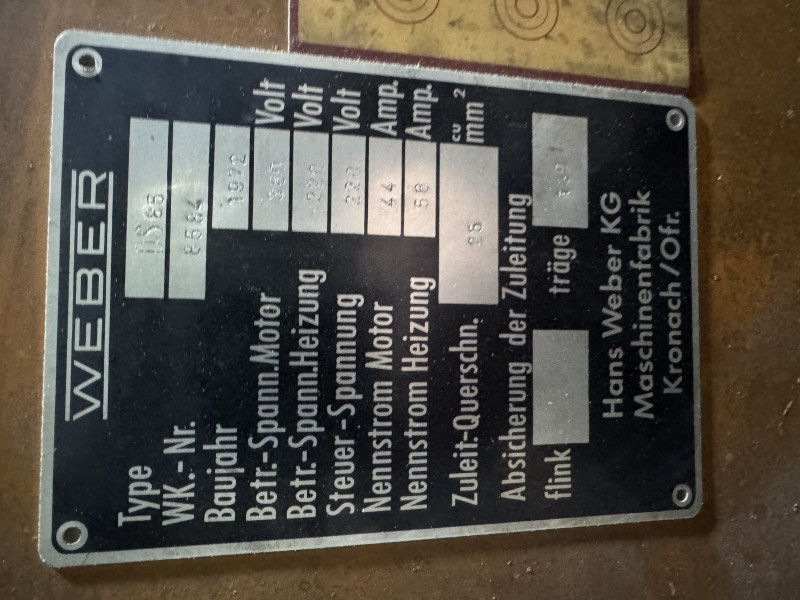 WEBER
Type
WK.-Nr. 8584
Baujahr 1972
Betr.-Spann.Motor Volt
Betr.-Spann.Heizung 220 Volt
Steuer-Spannung 220 Volt
Nennstrom Motor 44 Amp.
Nennstrom Heizung 58 Amp.
Zuleit.-Querschn. cu mm²
Absicherung der Zuleitung
flink träge
Hans Weber KG
Maschinenfabrik
Kronach/Ofr.